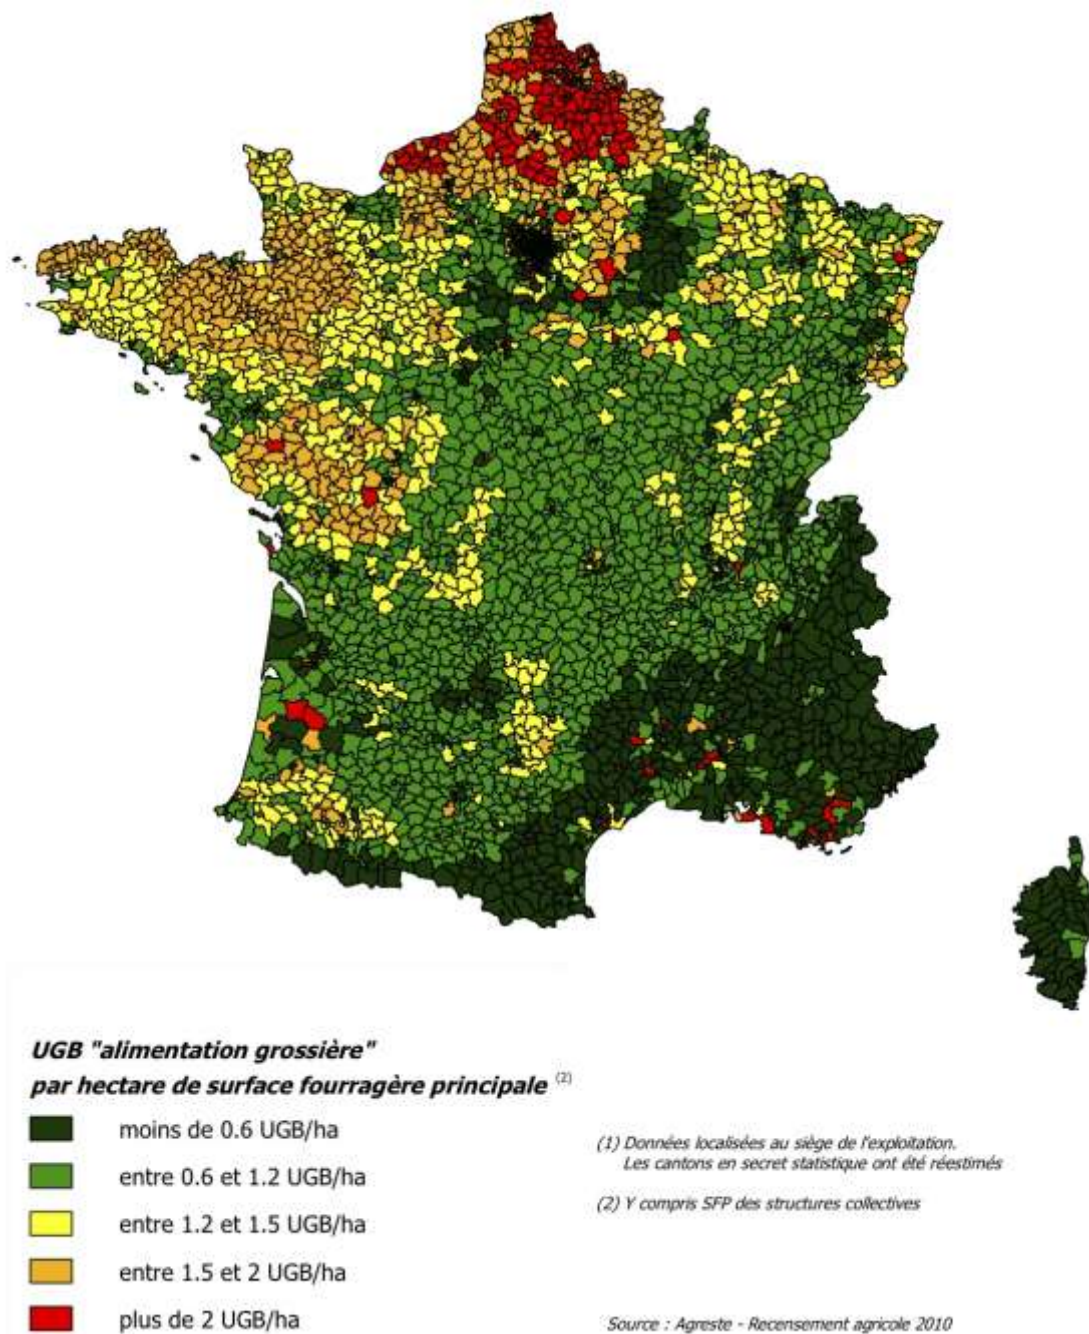 UGB "alimentation grossière"
par hectare de surface fourragère principale (2)
moins de 0.6 UGB/ha
entre 0.6 et 1.2 UGB/ha
entre 1.2 et 1.5 UGB/ha
entre 1.5 et 2 UGB/ha
plus de 2 UGB/ha
(1) Données localisées au siège de l'exploitation.
Les cantons en secret statistique ont été réestimés
(2) Y compris SFP des structures collectives
Source : Agreste - Recensement agricole 2010